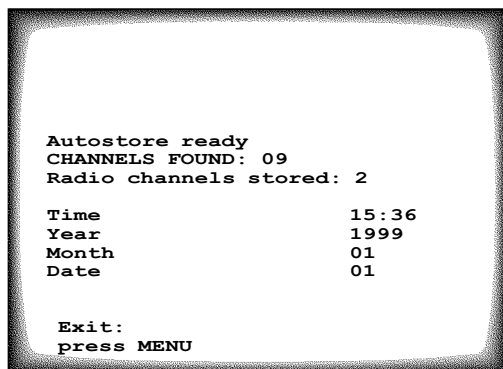 Autostore ready
CHANNELS FOUND: 09
Radio channels stored: 2
Time 15:36
Year 1999
Month 01
Date 01
Exit:
press MENU